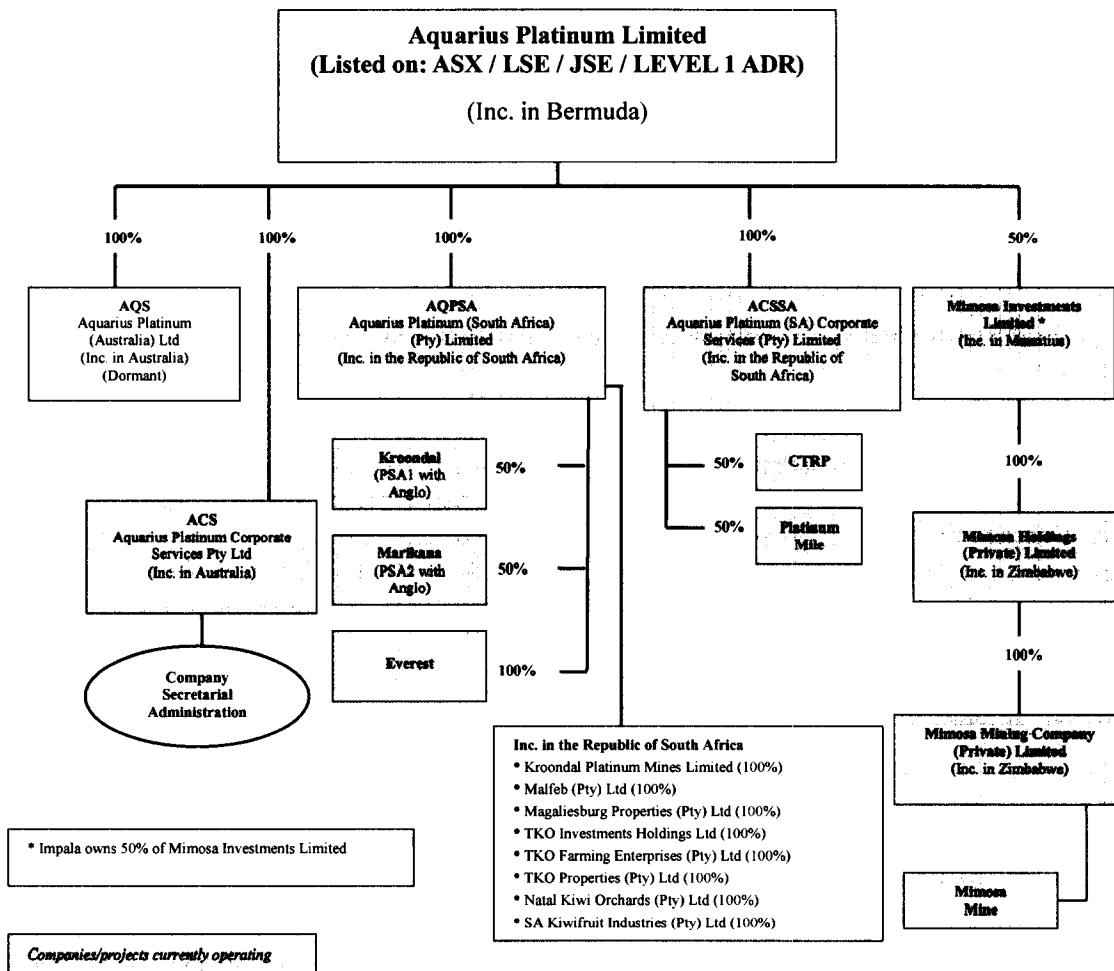 Aquarius Platinum Limited
(Listed on: ASX / LSE / JSE / LEVEL 1 ADR)
(Inc. in Bermuda)
100%
100%
100%
100%
50%
AQS
Aquarius Platinum
(Australia) Ltd
(Inc. in Australia)
(Dormant)
AQPSA
Aquarius Platinum (South Africa)
(Pty) Limited
(Inc. in the Republic of South Africa)
ACSSA
Aquarius Platinum (SA) Corporate
Services (Pty) Limited
(Inc. in the Republic of
South Africa)
Mimosa Investments
Limited *
(Inc. in Mauritius)
Kroondal
(PSA1 with
Anglo)
50%
50%
CTRP
100%
ACS
Aquarius Platinum Corporate
Services Pty Ltd
(Inc. in Australia)
Marikana
(PSA2 with
Anglo)
50%
50%
Platinum
Mile
Mimosa Holdings
(Private) Limited
(Inc. in Zimbabwe)
Everest
100%
100%
Company
Secretarial
Administration
Mimosa Mining Company
(Private) Limited
(Inc. in Zimbabwe)
Inc. in the Republic of South Africa
• Kroondal Platinum Mines Limited (100%)
• Malfeb (Pty) Ltd (100%)
• Magaliesburg Properties (Pty) Ltd (100%)
• TKO Investments Holdings Ltd (100%)
• TKO Farming Enterprises (Pty) Ltd (100%)
• TKO Properties (Pty) Ltd (100%)
• Natal Kiwi Orchards (Pty) Ltd (100%)
• SA Kiwifruit Industries (Pty) Ltd (100%)
* Impala owns 50% of Mimosa Investments Limited
Mimosa
Mine
Companies/projects currently operating